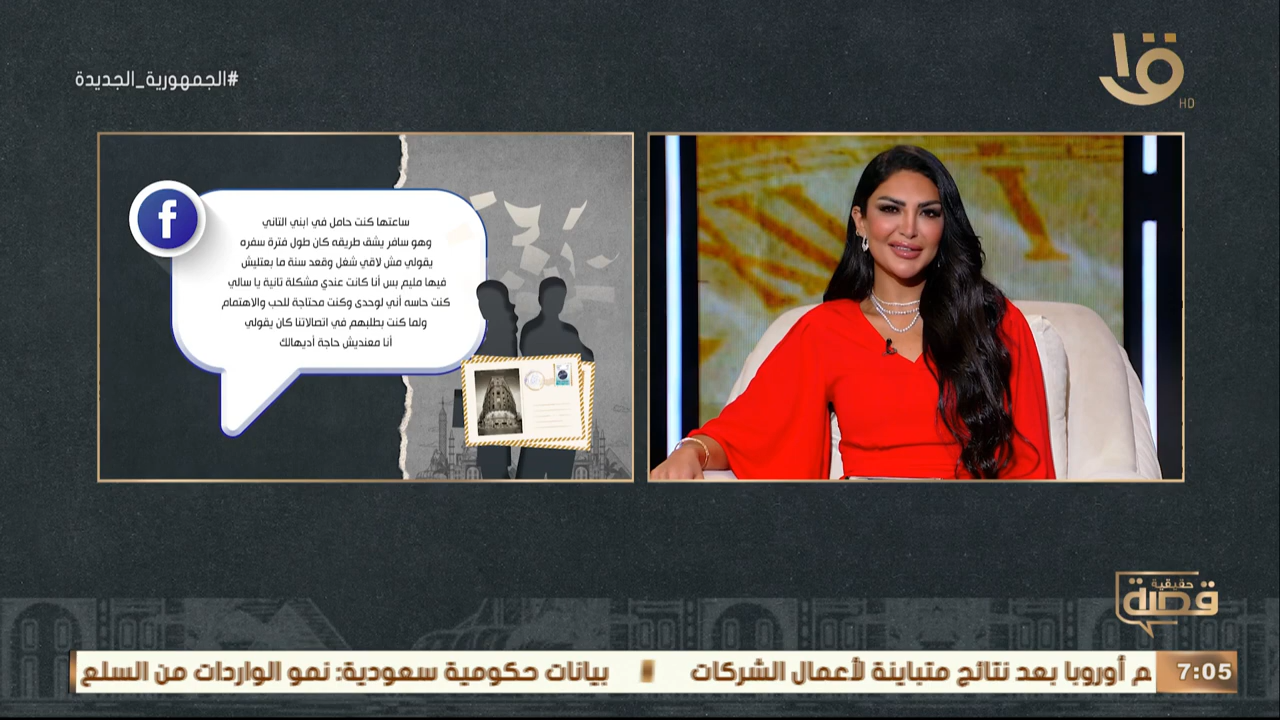 #الجمهورية_الجديدة
HD
ساعتها كنت حامل في ابني التاني
وهو سافر يشق طريقه كان طول فترة سفره
يقولي مش لاقي شغل وقعد سنة ما بعتليش
فيها مليم بس أنا كانت عندي مشكلة تانية يا سالي
كنت حاسه أني لوحدى وكنت محتاجة للحب والاهتمام
ولما كنت بطلبهم في اتصالاتنا كان يقولي
أنا معنديش حاجة أديهالك
قصة
حقيقية
7:05
م أوروبا بعد نتائج متباينة لأعمال الشركات
بيانات حكومية سعودية: نمو الواردات من السلع